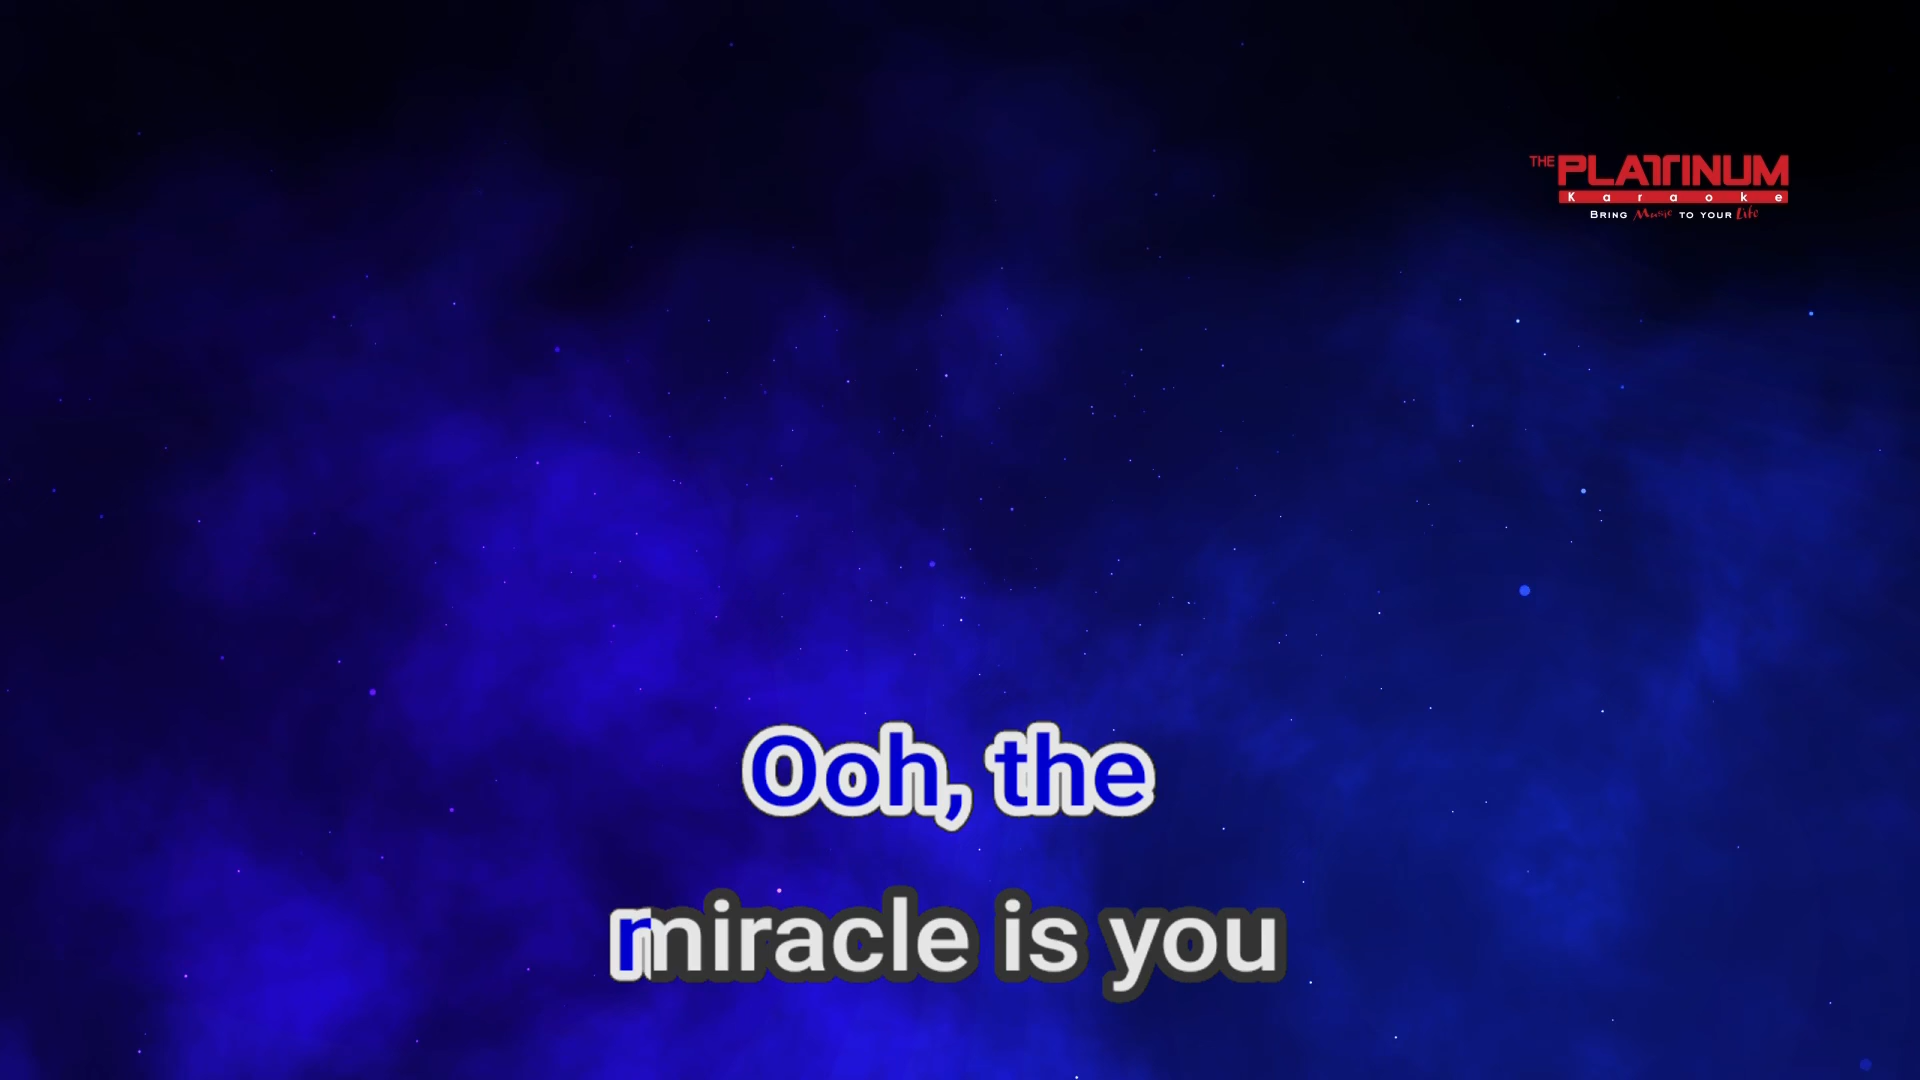 THE PLATINUM
Karaoke
BRING Music TO YOUR Life
Ooh, the
miracle is you